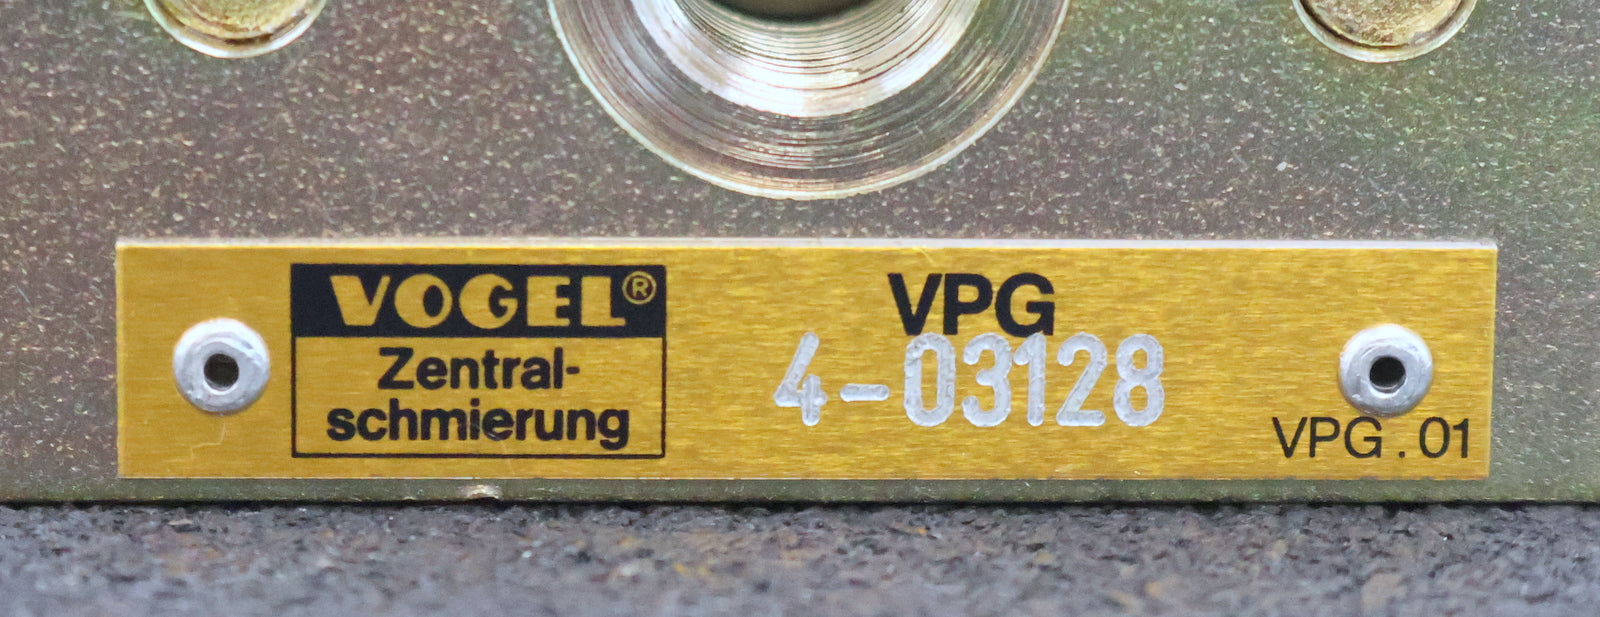 VOGEL®
Zentral-
schmierung
VPG
4-03128
VPG.01